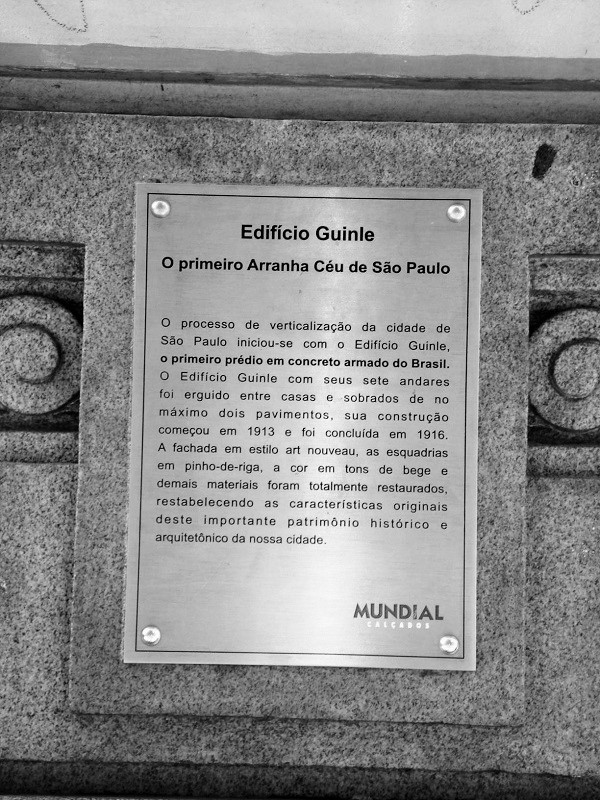 Edifício Guinle
O primeiro Arranha Céu de São Paulo
O processo de verticalização da cidade de
São Paulo iniciou-se com o Edifício Guinle,
o primeiro prédio em concreto armado do Brasil.
O Edifício Guinle com seus sete andares
foi erguido entre casas e sobrados de no
máximo dois pavimentos, sua construção
começou em 1913 e foi concluída em 1916.
A fachada em estilo art nouveau, as esquadrias
em pinho-de-riga, a cor em tons de bege e
demais materiais foram totalmente restaurados,
restabelecendo as características originais
deste importante patrimônio histórico e
arquitetônico da nossa cidade.
MUNDIAL
CALÇADOS